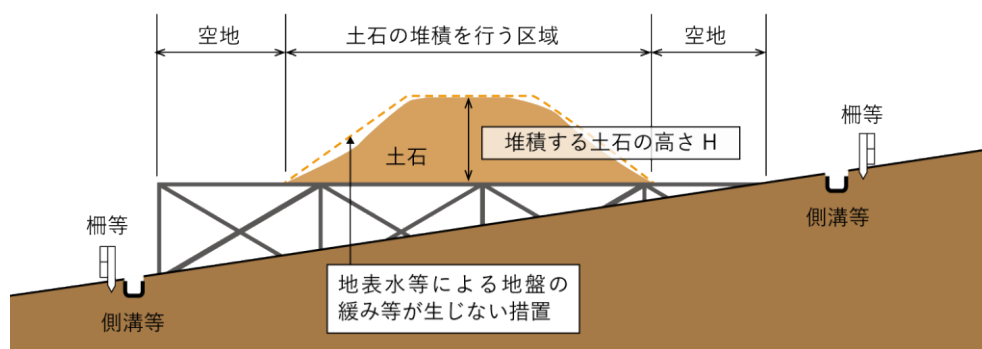 空地
土石の堆積を行う区域
空地
柵等
堆積する土石の高さ H
土石
側溝等
柵等
地表水等による地盤の
緩み等が生じない措置
側溝等